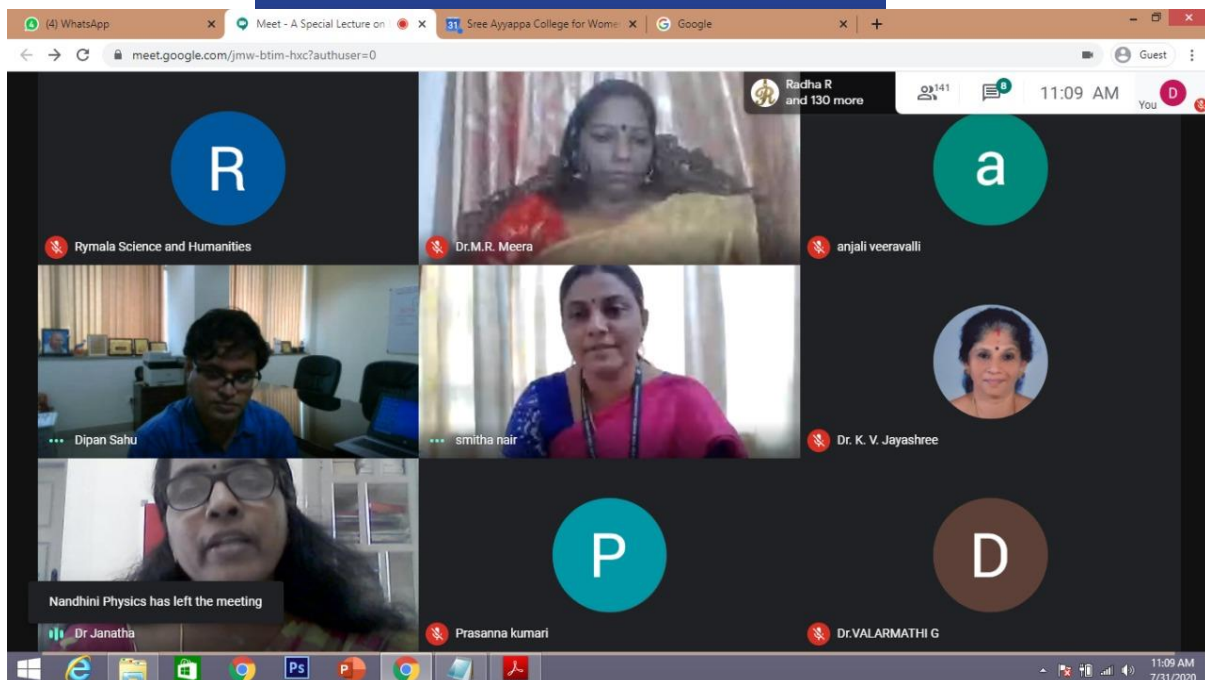 (4) WhatsApp
Meet - A Special Lecture on
31 Sree Ayyappa College for Wome
G Google
meet.google.com/jmw-btim-hxc?authuser=0
Guest
Radha R
and 130 more
141
8
11:09 AM
You
D
R
Rymala Science and Humanities
Dr.M.R. Meera
a
anjali veeravalli
Dipan Sahu
smitha nair
Dr. K. V. Jayashree
Nandhini Physics has left the meeting
Dr Janatha
P
Prasanna kumari
D
Dr.VALARMATHI G
Ps
11:09 AM
7/31/2020